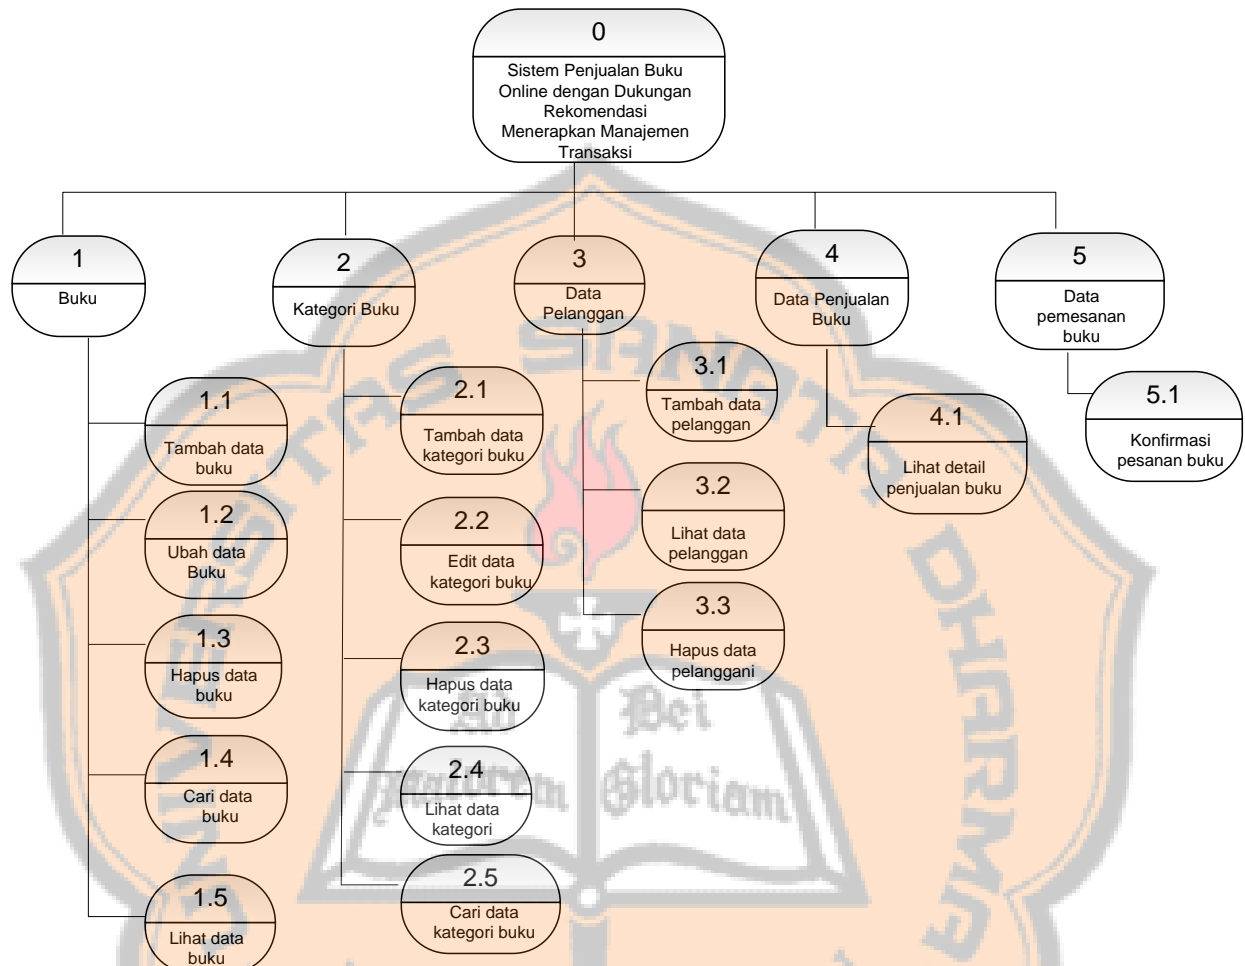 0
Sistem Penjualan Buku
Online dengan Dukungan
Rekomendasi
Menerapkan Manajemen
Transaksi
1
Buku
2
Kategori Buku
3
Data
Pelanggan
4
Data Penjualan
Buku
5
Data
pemesanan
buku
1.1
Tambah data
buku
1.2
Ubah data
Buku
1.3
Hapus data
buku
1.4
Cari data
buku
1.5
Lihat data
buku
2.1
Tambah data
kategori buku
2.2
Edit data
kategori buku
2.3
Hapus data
kategori buku
2.4
Lihat data
kategori
2.5
Cari data
kategori buku
3.1
Tambah data
pelanggan
3.2
Lihat data
pelanggan
3.3
Hapus data
pelanggani
4.1
Lihat detail
penjualan buku
5.1
Konfirmasi
pesanan buku
UNIVERSITAS SANATA DHARMA
Ad
Dei
Gloriam